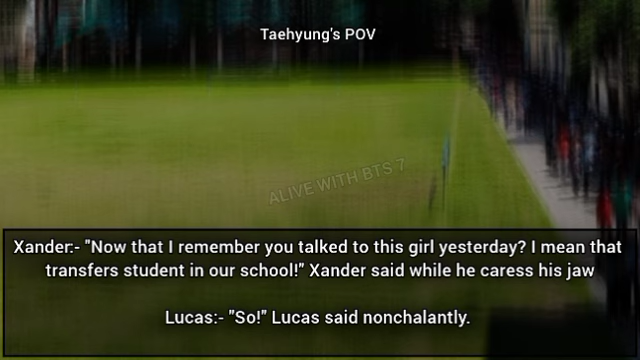 Taehyung's POV
ALIVE WITH BTS 7
Xander:- "Now that I remember you talked to this girl yesterday? I mean that
transfers student in our school!" Xander said while he caress his jaw
Lucas:- "So!" Lucas said nonchalantly.